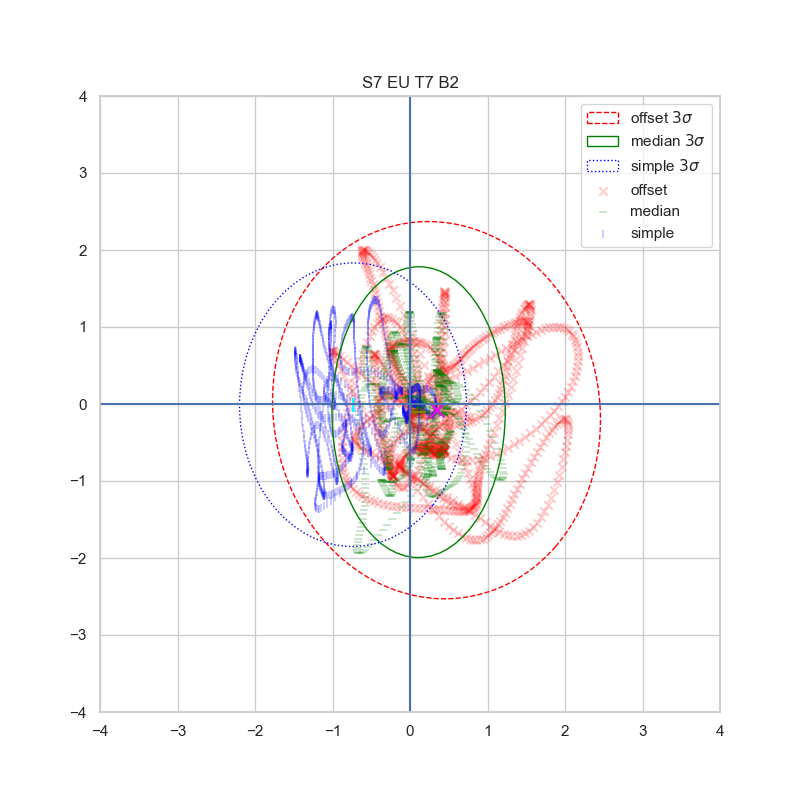 S7 EU T7 B2
offset 3σ
median 3σ
simple 3σ
offset
median
simple
4
3
2
1
0
−1
−2
−3
−4
−4 −3 −2 −1 0 1 2 3 4